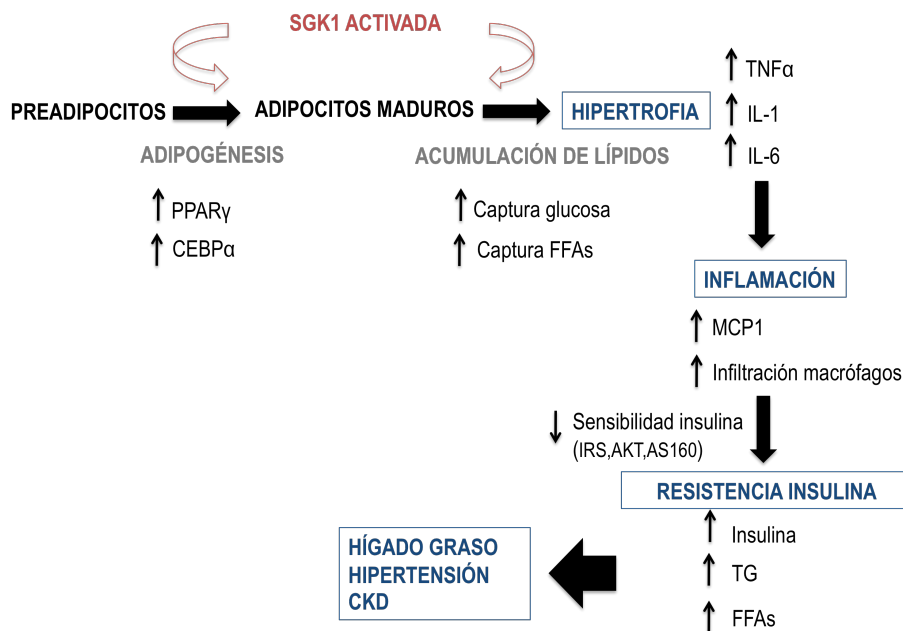 SGK1 ACTIVADA
PREADIPOCITOS
ADIPOCITOS MADUROS
HIPERTROFIA
TNFα
IL-1
IL-6
ADIPOGÉNESIS
PPARγ
CEBPα
ACUMULACIÓN DE LÍPIDOS
Captura glucosa
Captura FFAs
INFLAMACIÓN
MCP1
Infiltración macrófagos
Sensibilidad insulina
(IRS,AKT,AS160)
RESISTENCIA INSULINA
Insulina
TG
FFAs
HÍGADO GRASO
HIPERTENSIÓN
CKD